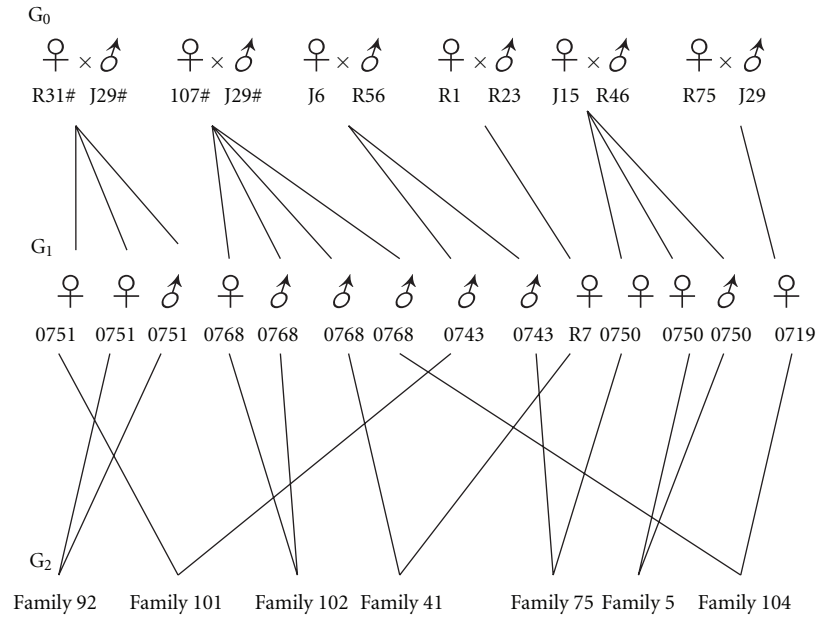 G0
♀ × ♂ ♀ × ♂ ♀ × ♂ ♀ × ♂ ♀ × ♂ ♀ × ♂
R31# J29# 107# J29# J6 R56 R1 R23 J15 R46 R75 J29
G1
♀ ♀ ♂ ♀ ♂ ♂ ♂ ♂ ♂ ♀ ♀ ♀ ♂ ♀
0751 0751 0751 0768 0768 0768 0768 0743 0743 R7 0750 0750 0750 0719
G2
Family 92 Family 101 Family 102 Family 41 Family 75 Family 5 Family 104